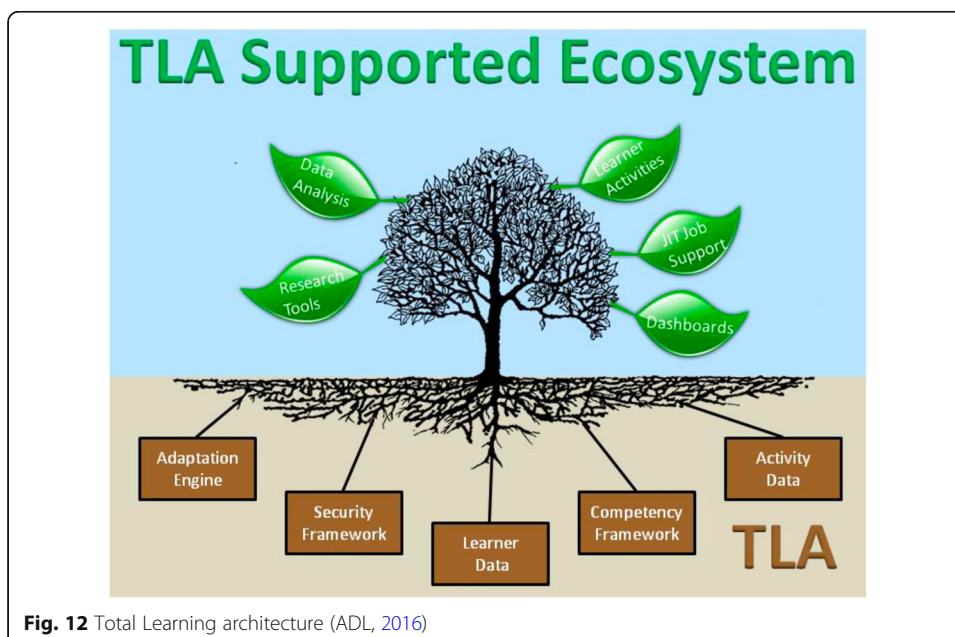 TLA Supported Ecosystem
Data
Analysis
Learner
Activities
Research
Tools
JIT Job
Support
Dashboards
Adaptation
Engine
Security
Framework
Learner
Data
Competency
Framework
Activity
Data
TLA
Fig. 12 Total Learning architecture (ADL, 2016)